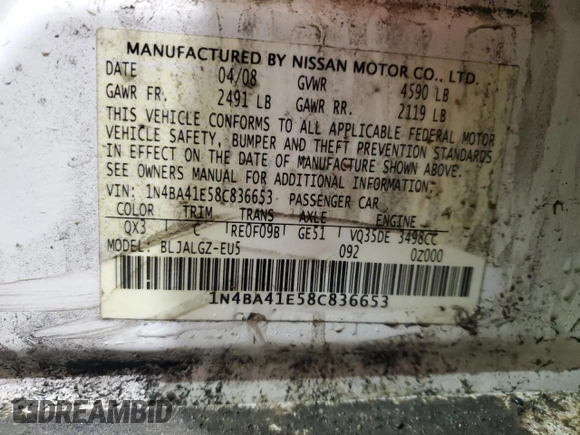 MANUFACTURED BY NISSAN MOTOR CO., LTD.
DATE 04/08 GVWR 4590 LB
GAWR FR. 2491 LB GAWR RR. 2119 LB
THIS VEHICLE CONFORMS TO ALL APPLICABLE FEDERAL MOTOR
VEHICLE SAFETY, BUMPER AND THEFT PREVENTION STANDARDS
IN EFFECT ON THE DATE OF MANUFACTURE SHOWN ABOVE.
SEE OWNERS MANUAL FOR ADDITIONAL INFORMATION.
VIN: 1N4BA41E58C836653 PASSENGER CAR
COLOR TRIM TRANS AXLE ENGINE
QX3 C RE0F09B GE51 VQ35DE 3498CC
MODEL: BLJALGZ-EU5 092 0Z000
1N4BA41E58C836653
DREAMBID